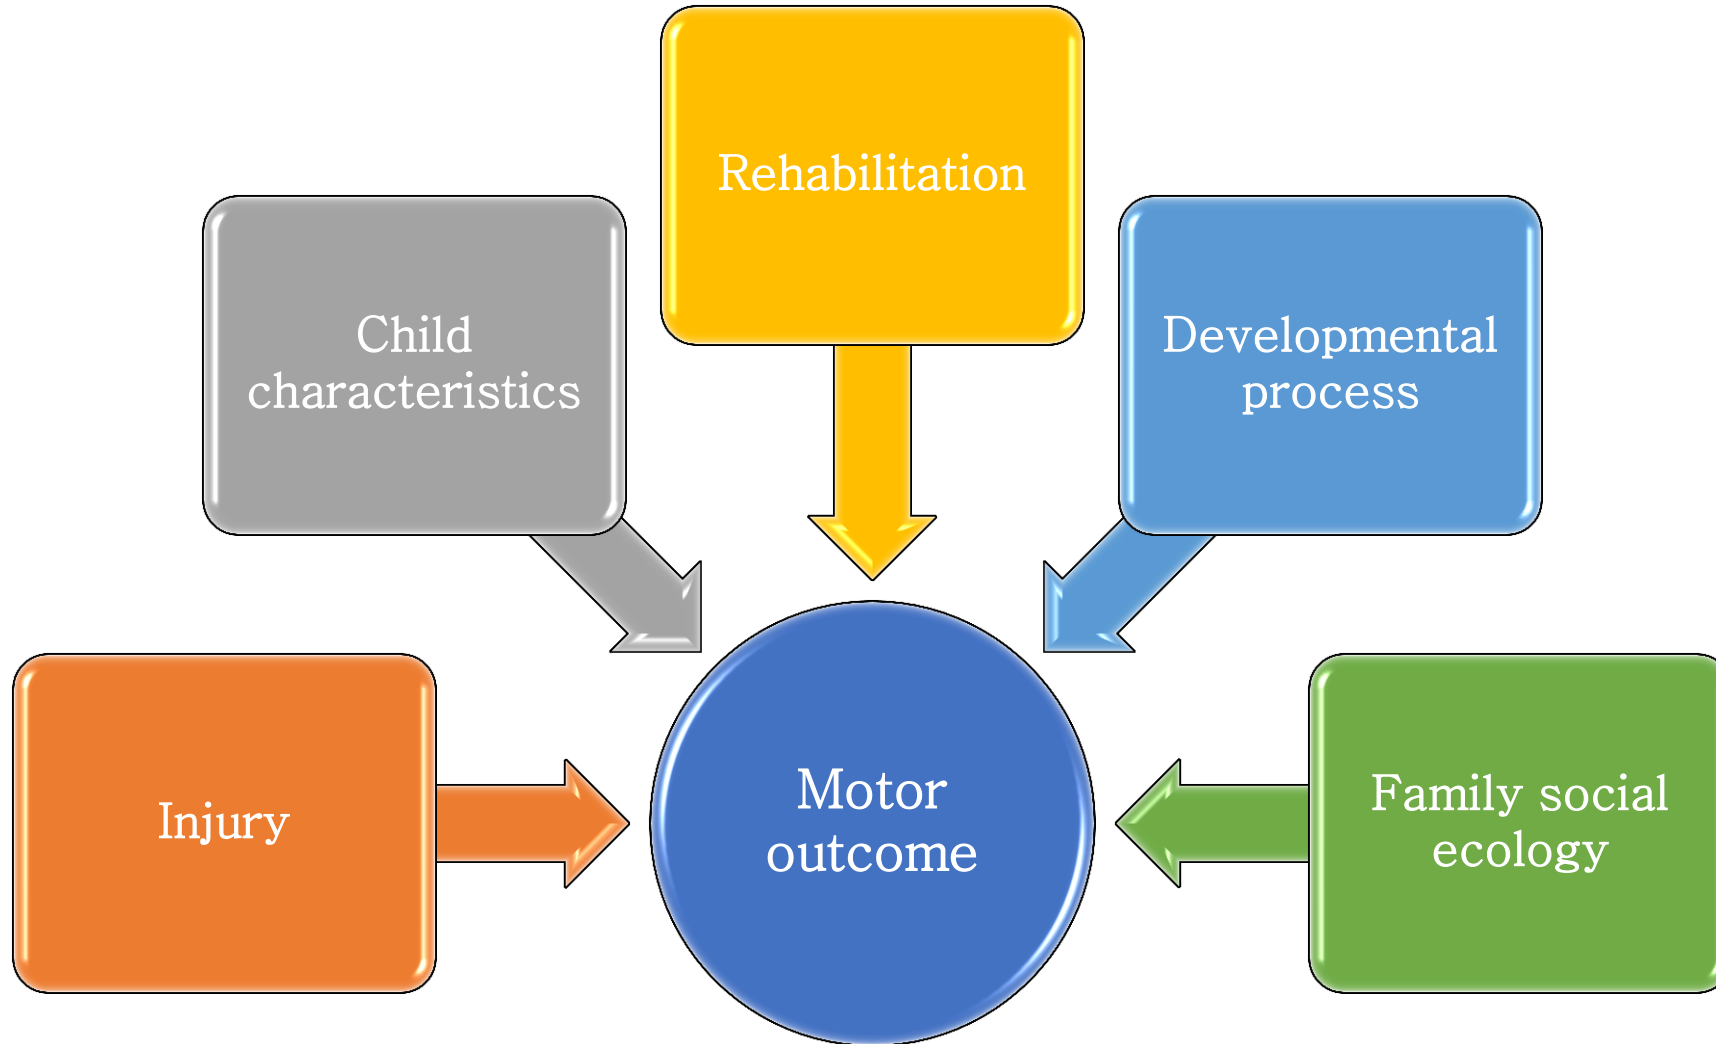 Rehabilitation
Child
characteristics
Developmental
process
Injury
Motor
outcome
Family social
ecology